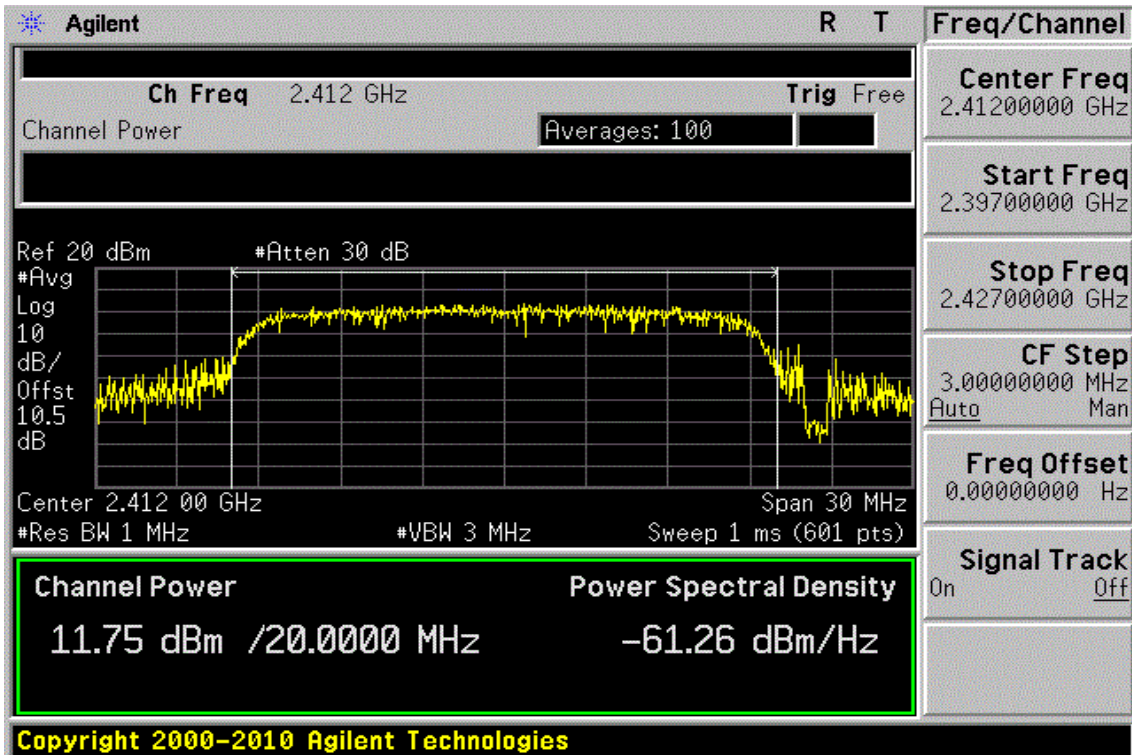 Agilent R T
Freq/Channel
Ch Freq 2.412 GHz Trig Free
Channel Power Averages: 100
Ref 20 dBm #Atten 30 dB
#Avg
Log
10
dB/
Offst
10.5
dB
Center 2.412 00 GHz Span 30 MHz
#Res BW 1 MHz #VBW 3 MHz Sweep 1 ms (601 pts)
Channel Power Power Spectral Density
11.75 dBm /20.0000 MHz -61.26 dBm/Hz
Copyright 2000-2010 Agilent Technologies
Center Freq
2.41200000 GHz
Start Freq
2.39700000 GHz
Stop Freq
2.42700000 GHz
CF Step
3.00000000 MHz
Auto Man
Freq Offset
0.00000000 Hz
Signal Track
On Off